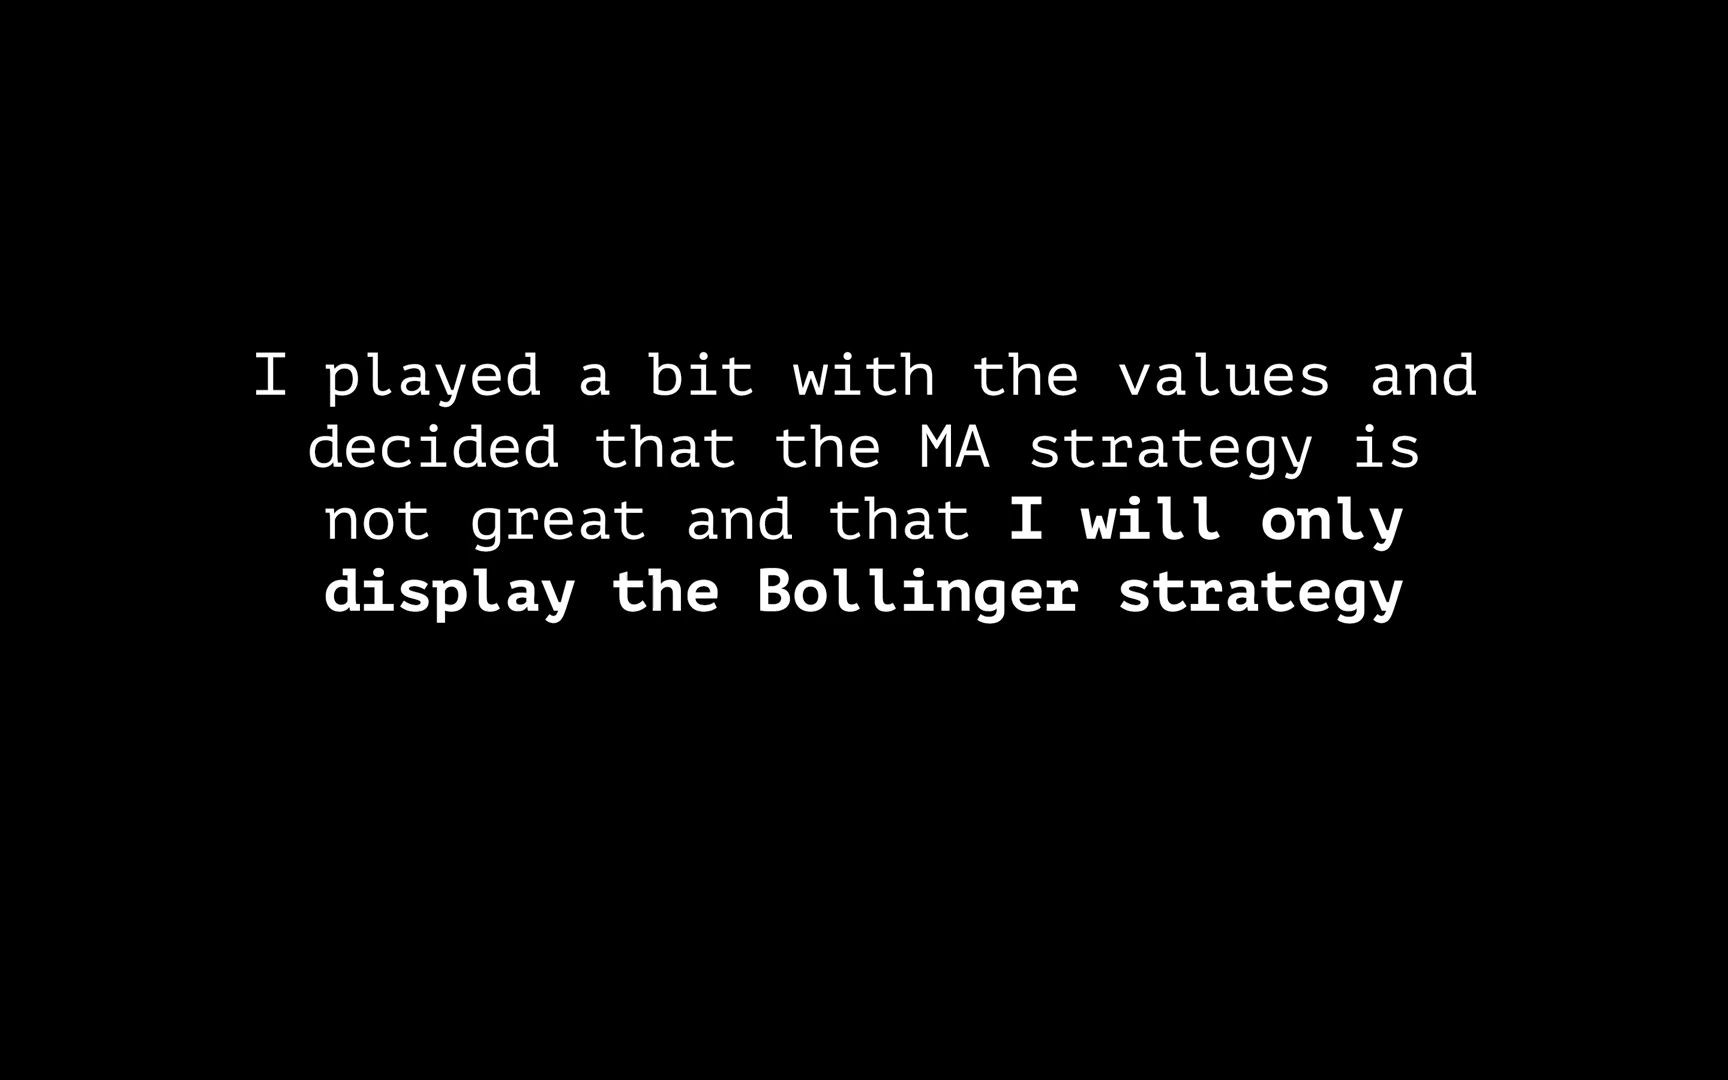 I played a bit with the values and
decided that the MA strategy is
not great and that I will only
display the Bollinger strategy